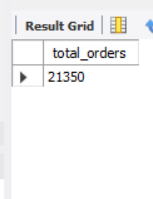 Result Grid
total_orders
21350